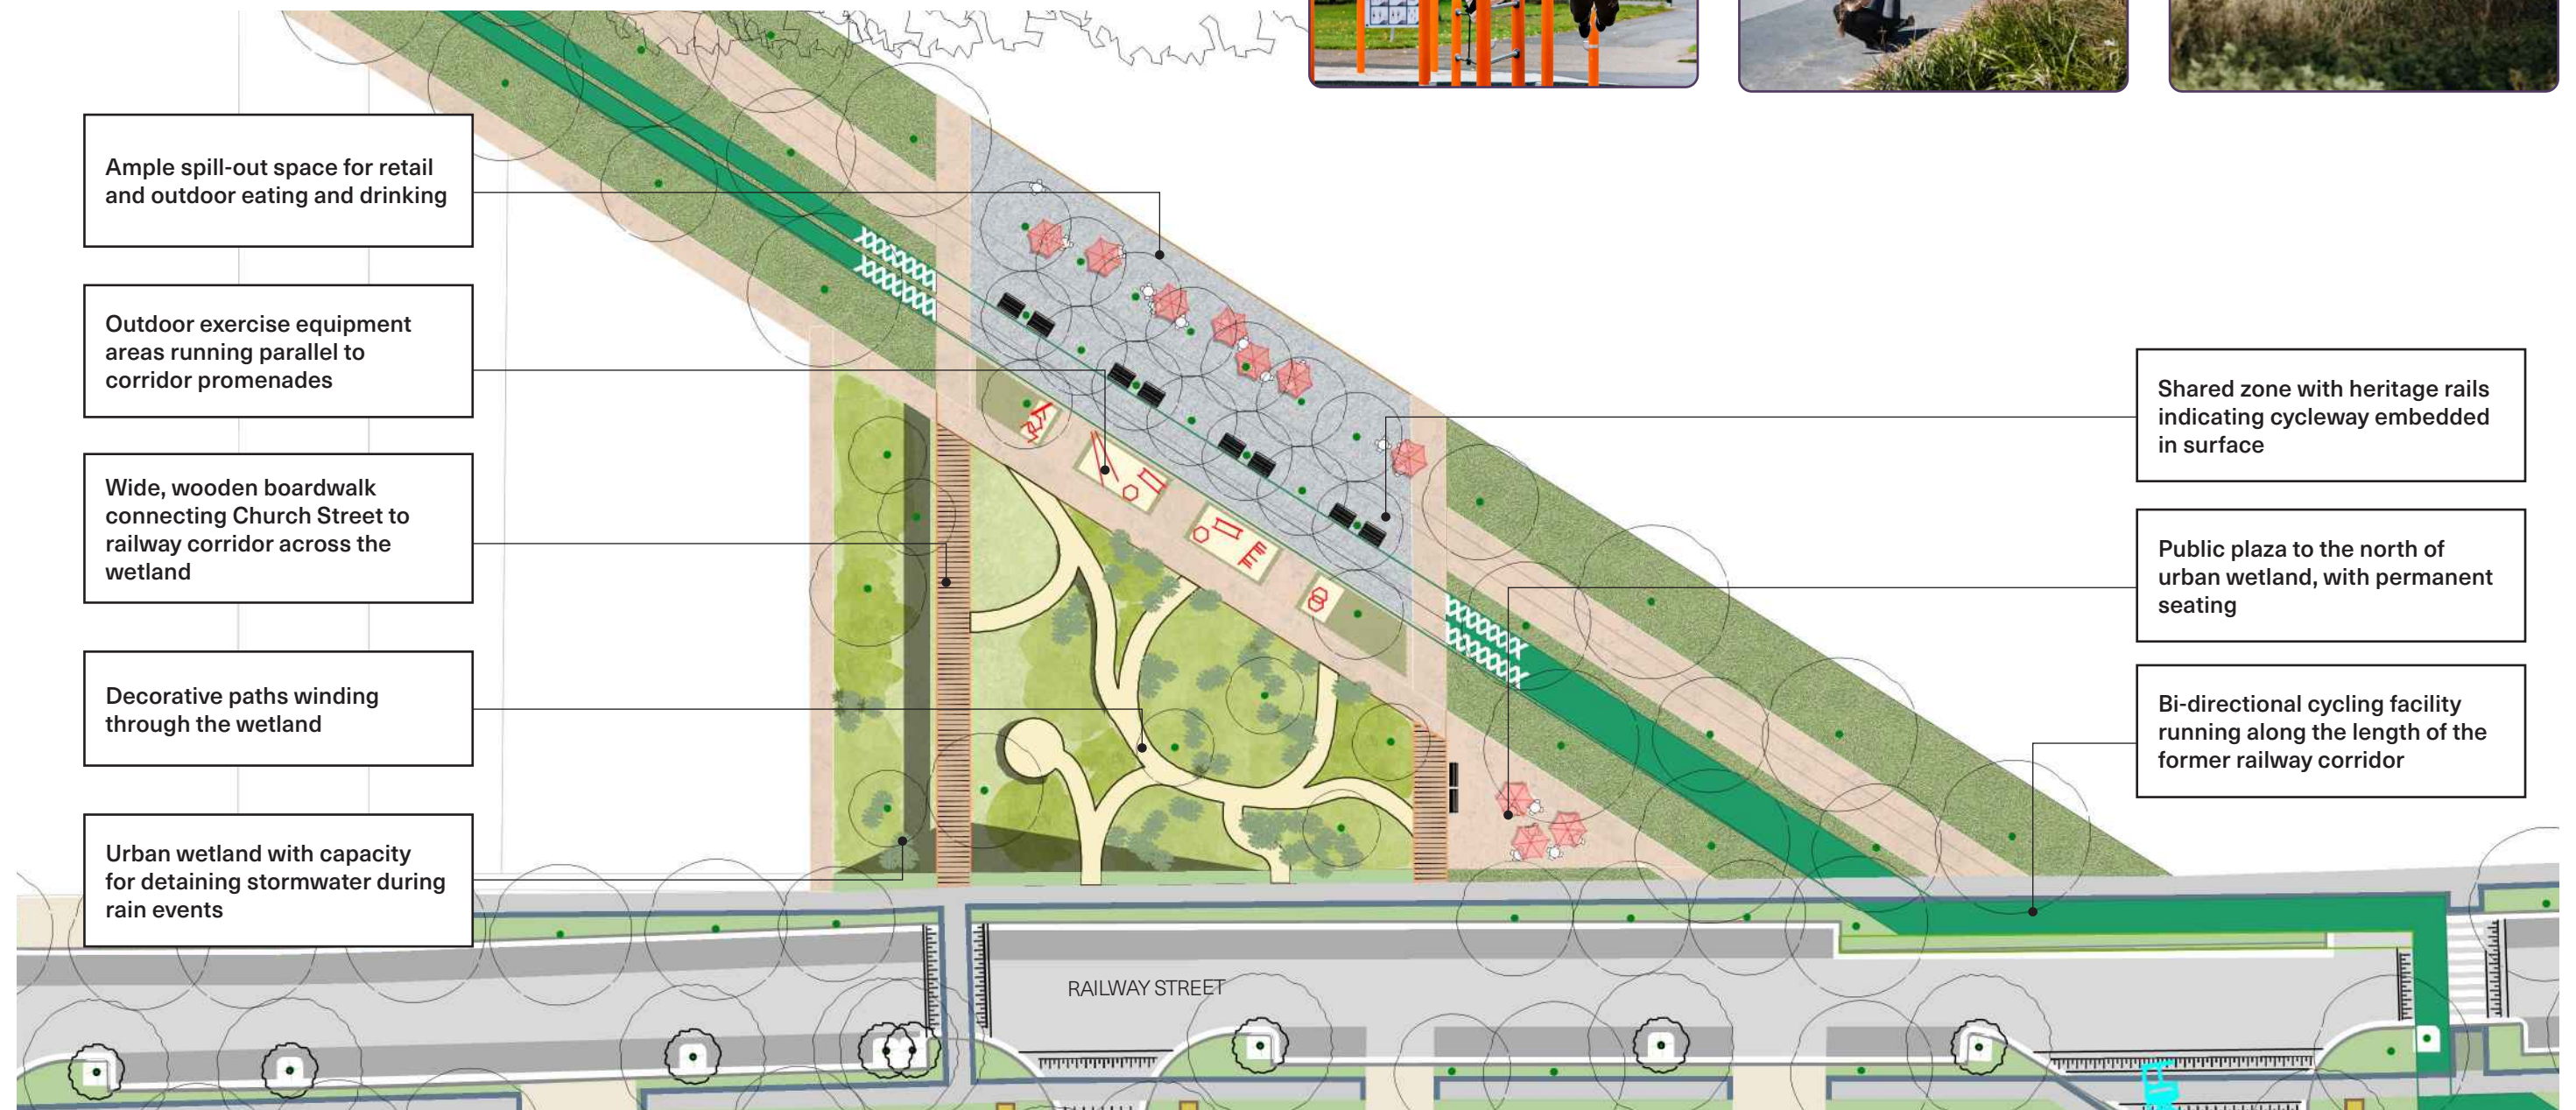 Ample spill-out space for retail
and outdoor eating and drinking
Outdoor exercise equipment
areas running parallel to
corridor promenades
Wide, wooden boardwalk
connecting Church Street to
railway corridor across the
wetland
Decorative paths winding
through the wetland
Urban wetland with capacity
for detaining stormwater during
rain events
Shared zone with heritage rails
indicating cycleway embedded
in surface
Public plaza to the north of
urban wetland, with permanent
seating
Bi-directional cycling facility
running along the length of the
former railway corridor
RAILWAY STREET